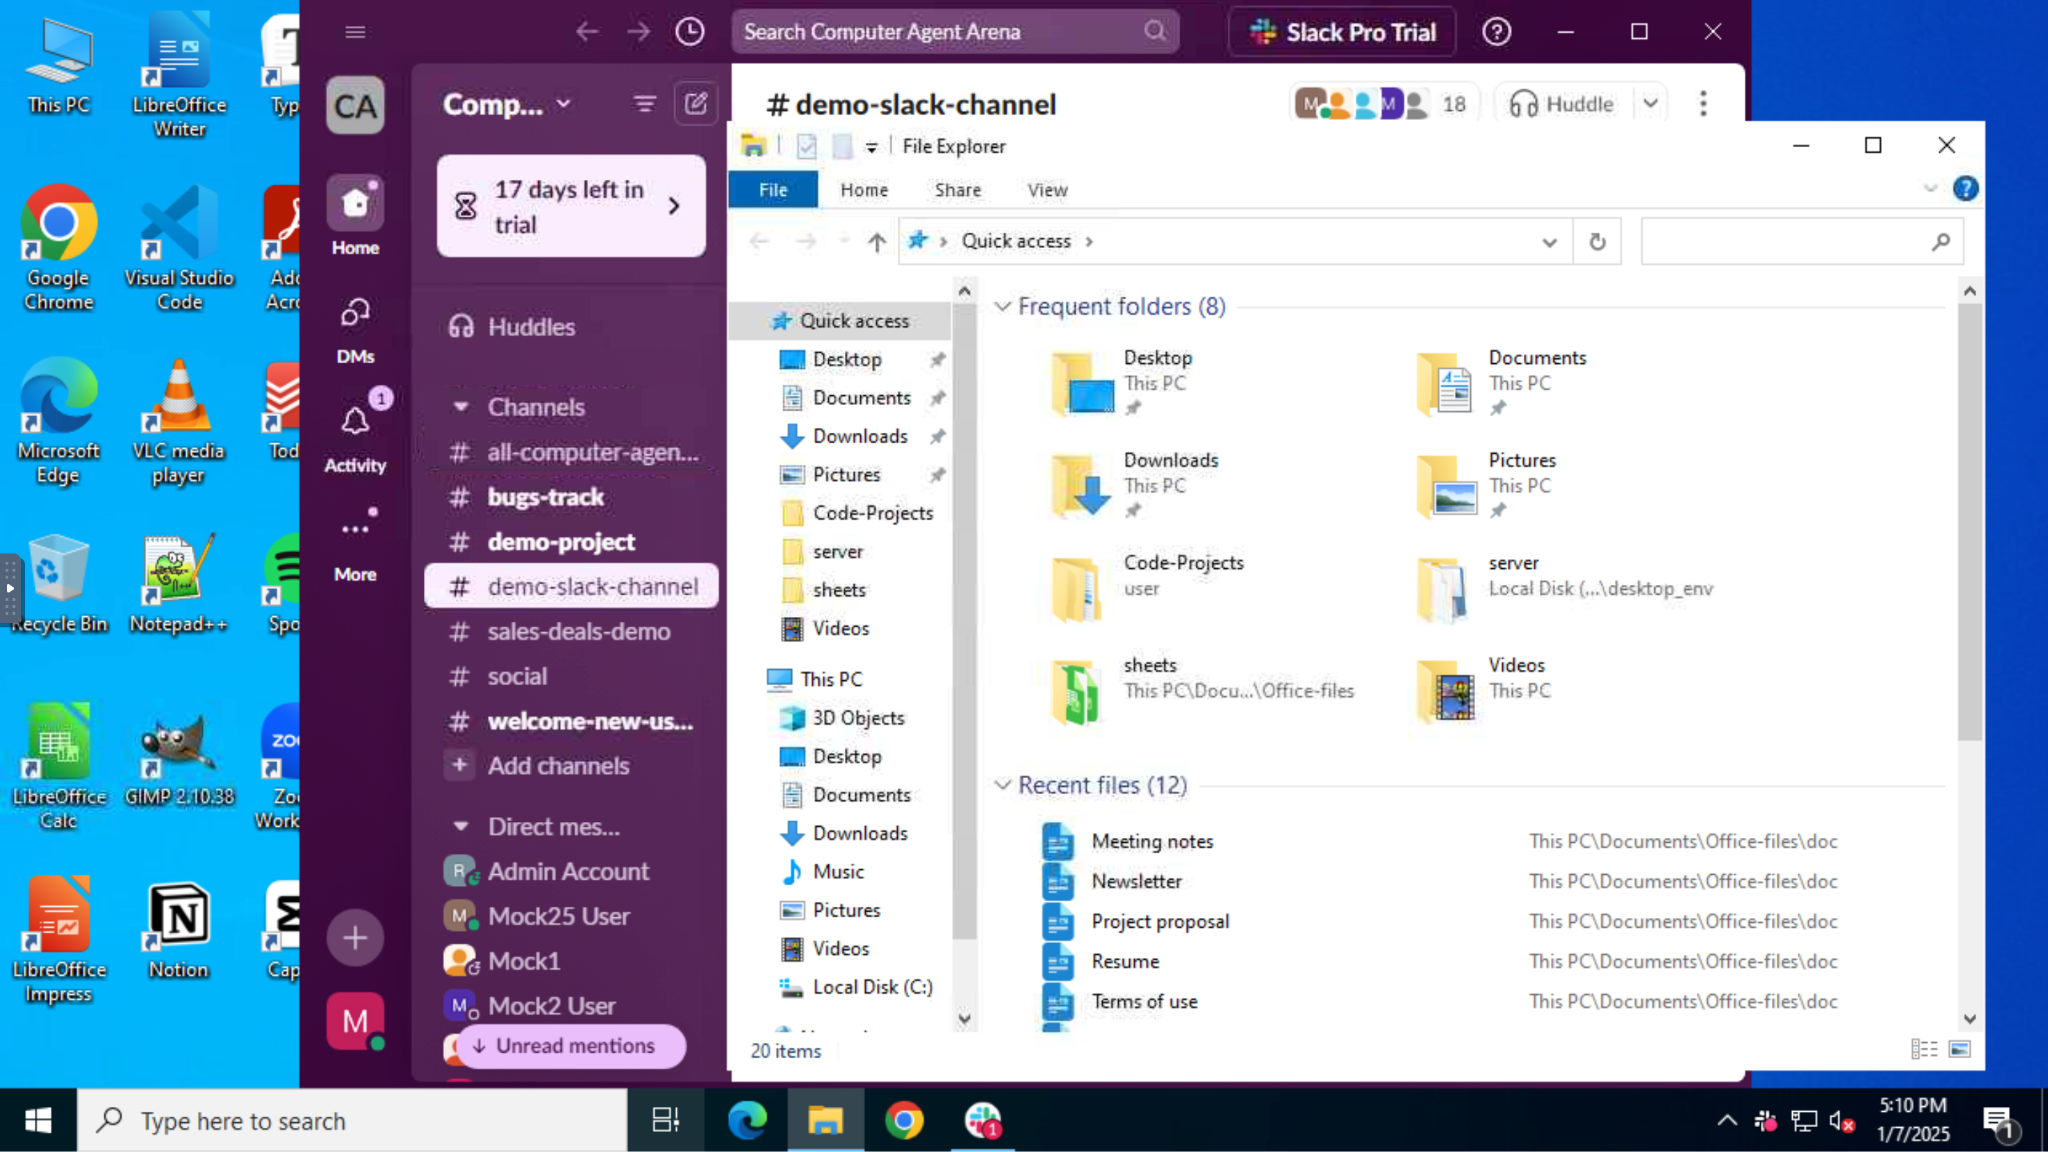 This PC
LibreOffice
Writer
Google
Chrome
Visual Studio
Code
Microsoft
Edge
VLC media
player
Recycle Bin
Notepad++
LibreOffice
Calc
GIMP 2.10.38
LibreOffice
Impress
Notion
Search Computer Agent Arena
Slack Pro Trial
CA
Home
DMs
1
Activity
More
M
Comp...
17 days left in
trial
Huddles
Channels
# all-computer-agen...
# bugs-track
# demo-project
# demo-slack-channel
# sales-deals-demo
# social
# welcome-new-us...
+ Add channels
Direct mes...
R Admin Account
M Mock25 User
Mock1
M Mock2 User
Unread mentions
# demo-slack-channel
M
M
18
Huddle
File Explorer
File
Home
Share
View
Quick access
Quick access
Desktop
Documents
Downloads
Pictures
Code-Projects
server
sheets
Videos
This PC
3D Objects
Desktop
Documents
Downloads
Music
Pictures
Videos
Local Disk (C:)
Frequent folders (8)
Desktop
This PC
Documents
This PC
Downloads
This PC
Pictures
This PC
Code-Projects
user
server
Local Disk (...\desktop_env
sheets
This PC\Docu...\Office-files
Videos
This PC
Recent files (12)
Meeting notes This PC\Documents\Office-files\doc
Newsletter This PC\Documents\Office-files\doc
Project proposal This PC\Documents\Office-files\doc
Resume This PC\Documents\Office-files\doc
Terms of use This PC\Documents\Office-files\doc
20 items
Type here to search
1
5:10 PM
1/7/2025
1